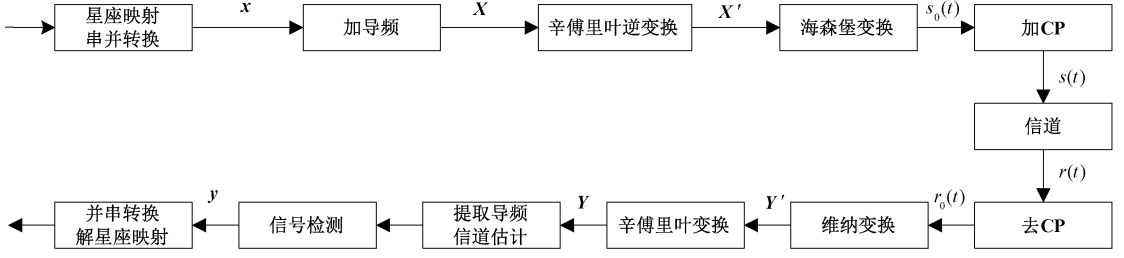 星座映射
串并转换
x
加导频
X
辛傅里叶逆变换
X′
海森堡变换
s₀(t)
加CP
s(t)
信道
r(t)
去CP
r₀(t)
维纳变换
Y′
辛傅里叶变换
Y
提取导频
信道估计
信号检测
y
并串转换
解星座映射